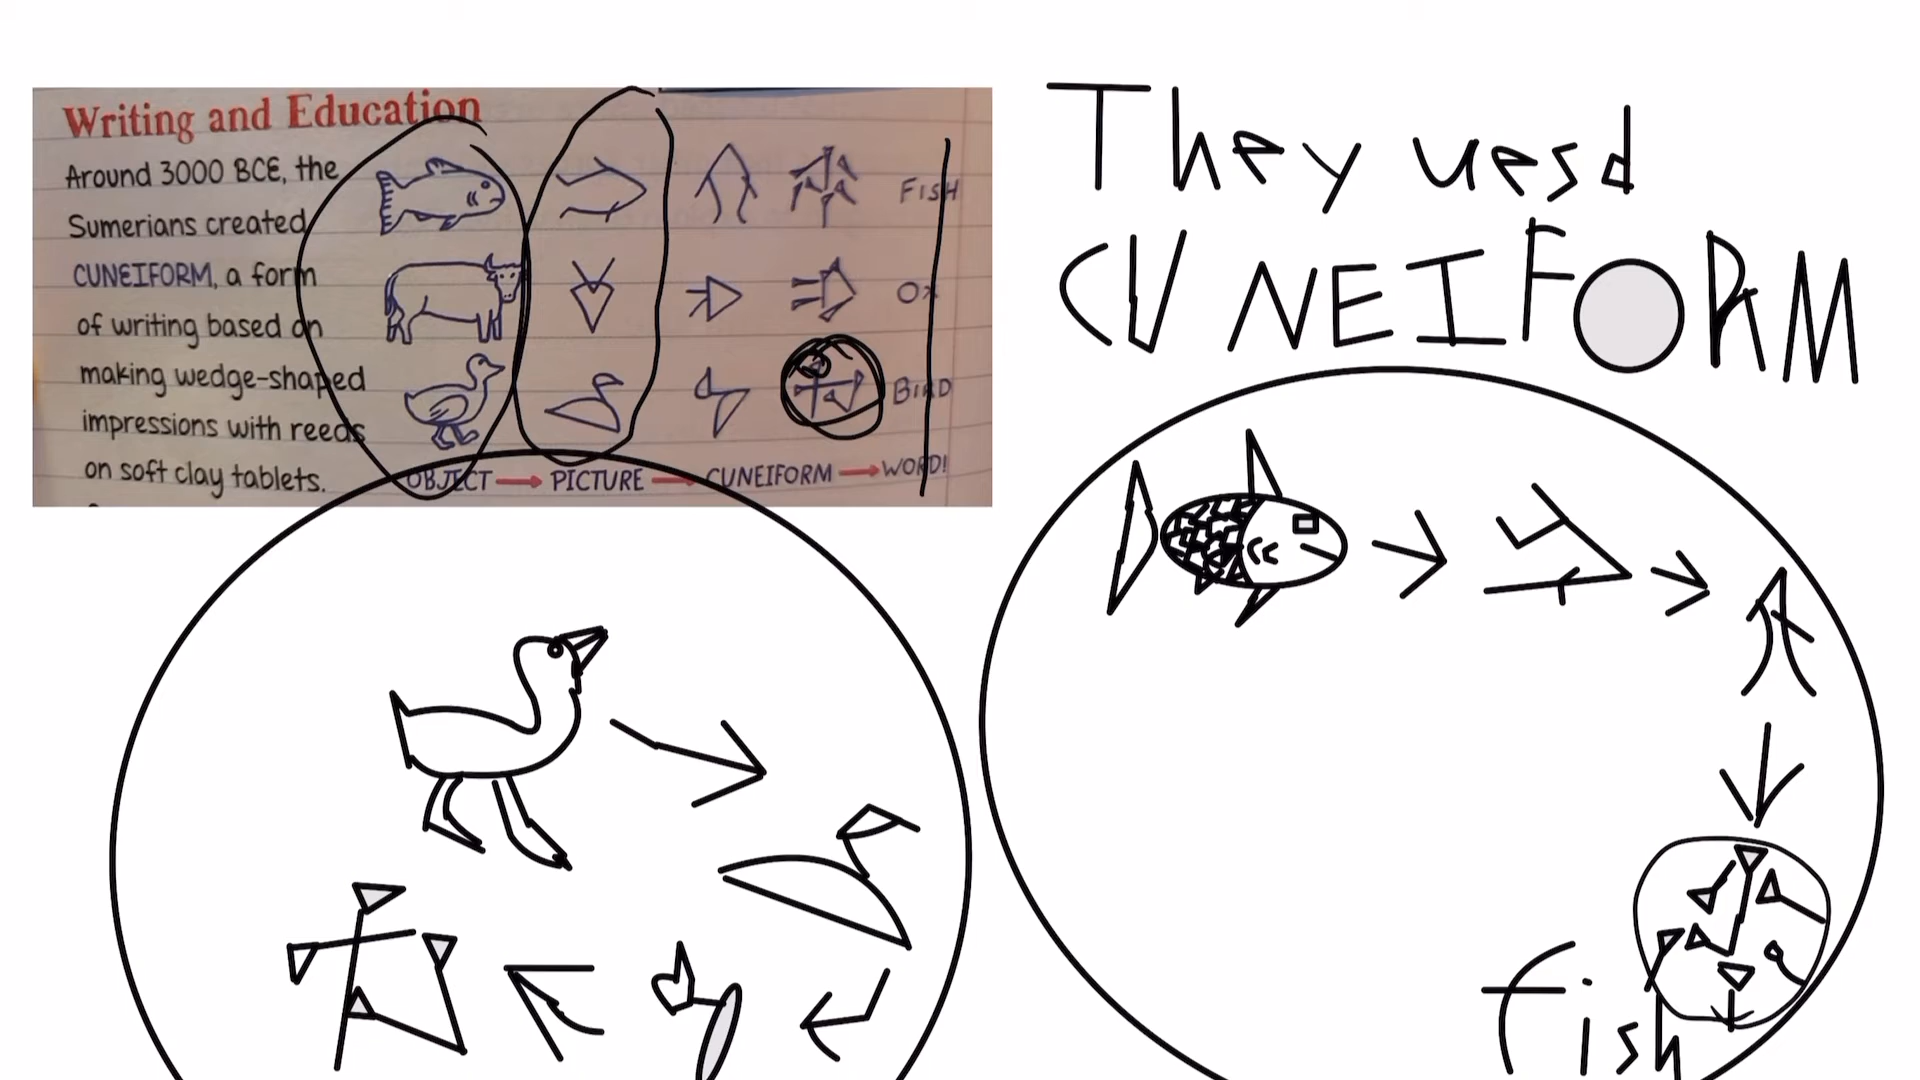 Writing and Education
Around 3000 BCE, the
Sumerians created
CUNEIFORM, a form
of writing based on
making wedge-shaped
impressions with reeds
on soft clay tablets.
FISH
OX
BIRD
OBJECT → PICTURE → CUNEIFORM → WORD!
They uesd
CUNEIFORM
fish